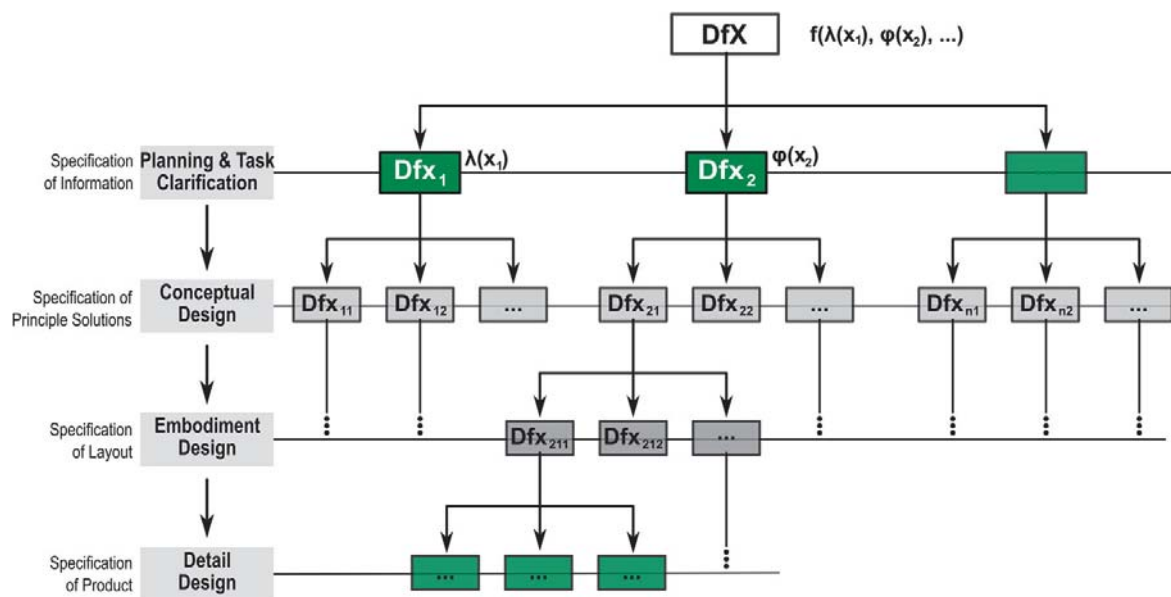 DfX
f(λ(x₁), φ(x₂), ...)
Specification
of Information
Planning & Task
Clarification
Dfx₁
λ(x₁)
Dfx₂
φ(x₂)
Specification of
Principle Solutions
Conceptual
Design
Dfx₁₁
Dfx₁₂
...
Dfx₂₁
Dfx₂₂
...
Dfxₙ₁
Dfxₙ₂
...
Specification
of Layout
Embodiment
Design
Dfx₂₁₁
Dfx₂₁₂
...
Specification
of Product
Detail
Design
...
...
...